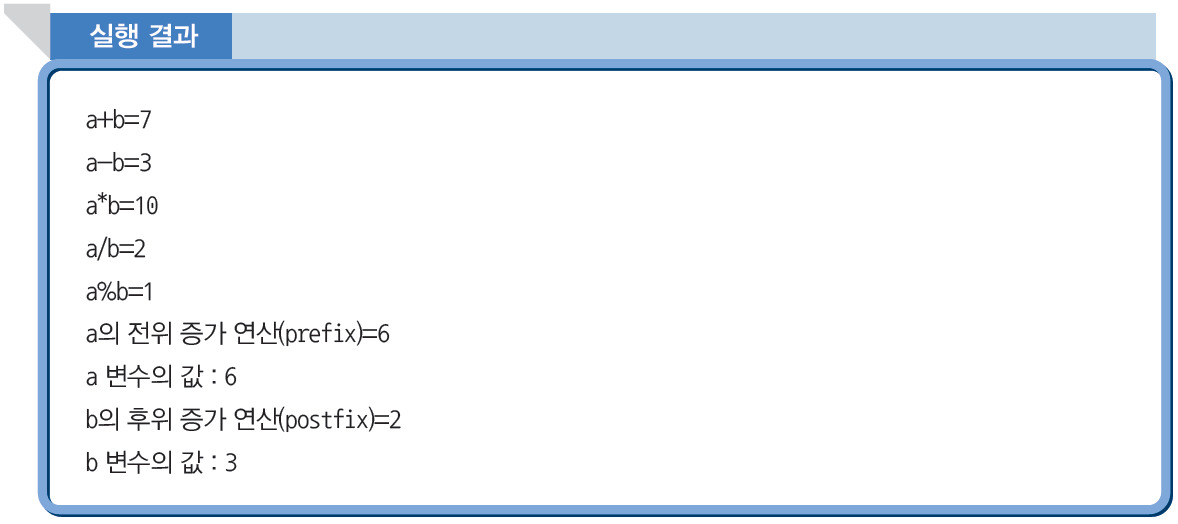 실행 결과
a+b=7
a-b=3
a*b=10
a/b=2
a%b=1
a의 전위 증가 연산(prefix)=6
a 변수의 값 : 6
b의 후위 증가 연산(postfix)=2
b 변수의 값 : 3